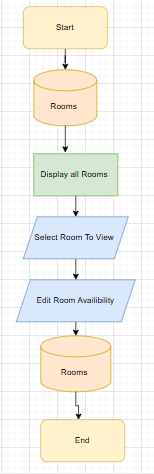 Start
Rooms
Display all Rooms
Select Room To View
Edit Room Availibility
Rooms
End